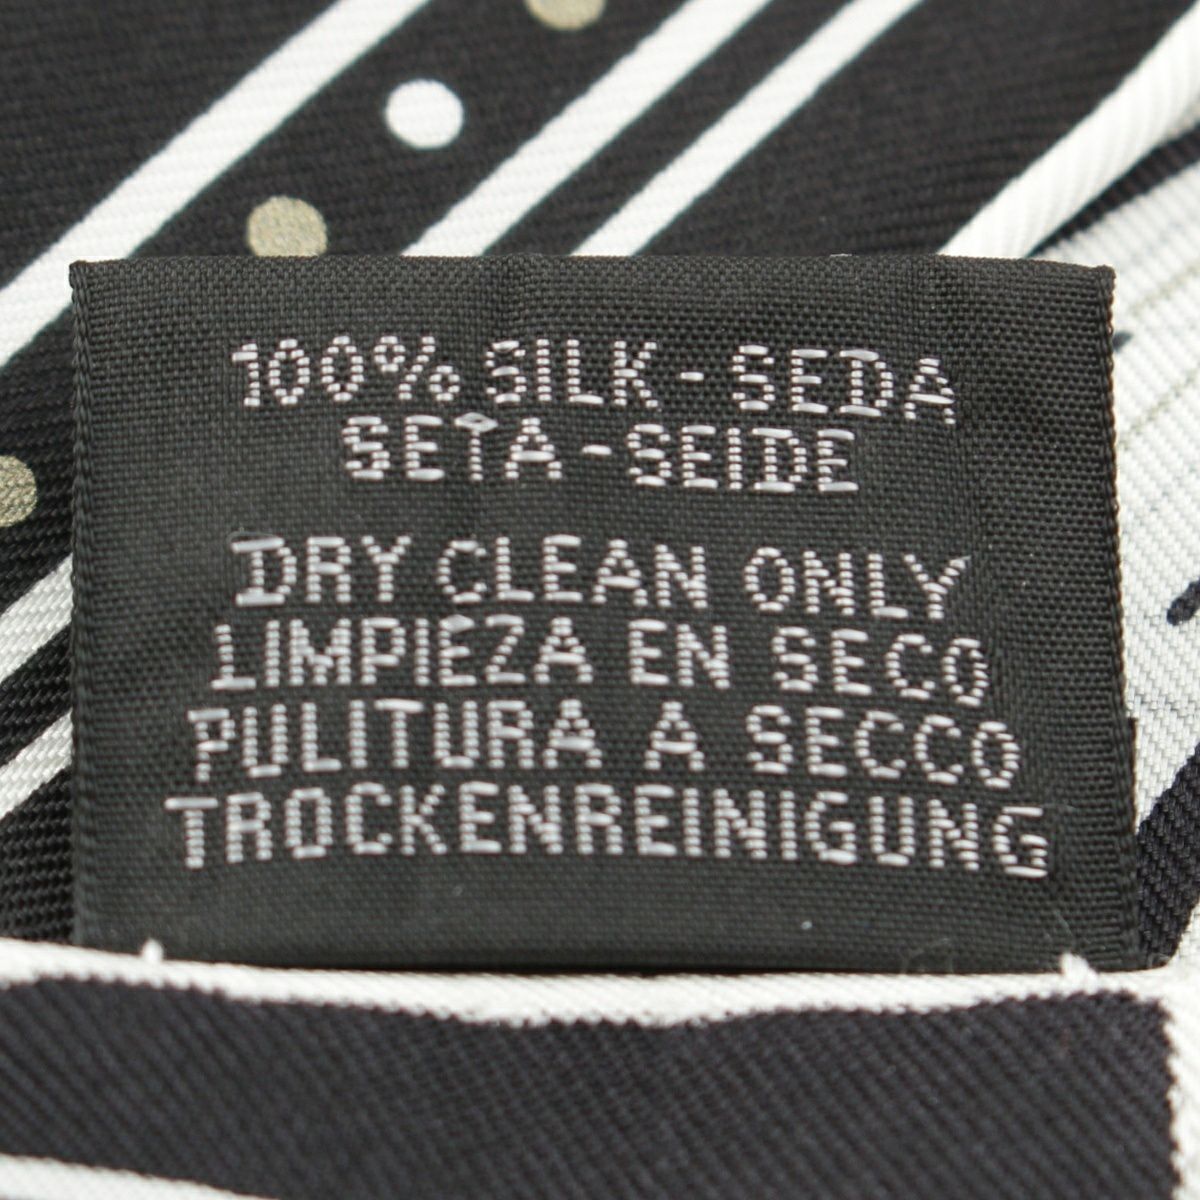 100% SILK - SEDA
SETA - SEIDE
DRY CLEAN ONLY
LIMPIEZA EN SECO
PULITURA A SECCO
TROCKENREINIGUNG